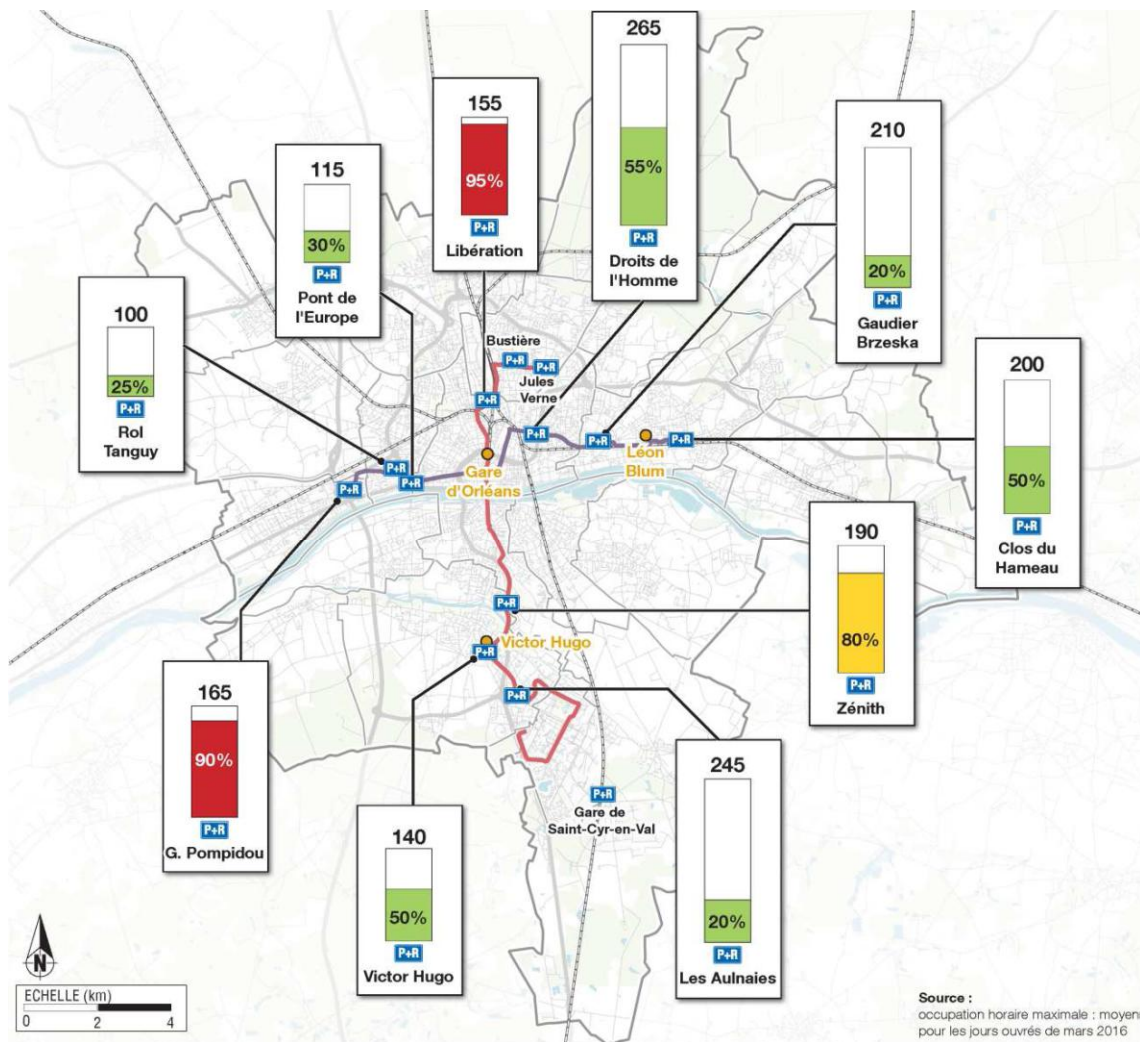 265
55%
P+R
Droits de
l'Homme
155
95%
P+R
Libération
210
20%
P+R
Gaudier
Brzeska
115
30%
P+R
Pont de
l'Europe
100
25%
P+R
Rol
Tanguy
200
50%
P+R
Clos du
Hameau
Bustière
P+R
P+R
Jules
Verne
P+R
P+R
P+R
P+R
Léon
Blum
Gare
d'Orléans
P+R
P+R
P+R
190
80%
P+R
Zénith
P+R
Victor Hugo
P+R
P+R
165
90%
P+R
G. Pompidou
245
20%
P+R
Les Aulnaies
P+R
Gare de
Saint-Cyr-en-Val
140
50%
P+R
Victor Hugo
N
ECHELLE (km)
0 2 4
Source :
occupation horaire maximale : moyen
pour les jours ouvrés de mars 2016